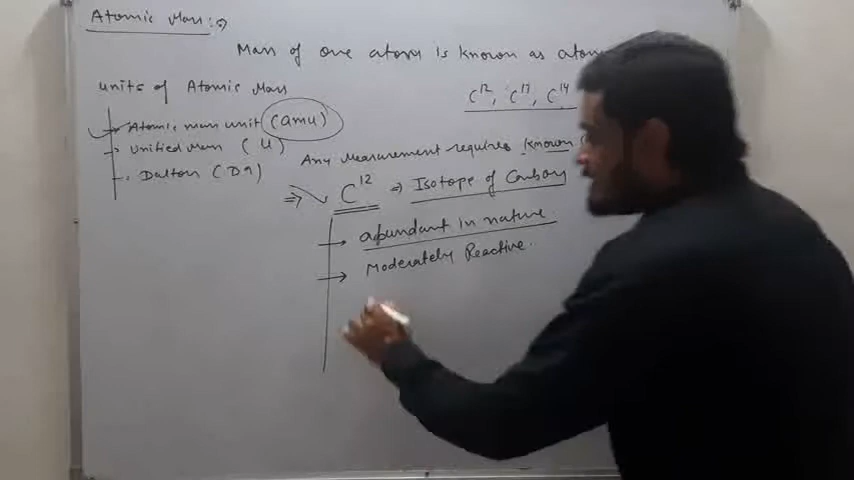 Atomic Mass :→
Mass of one atom is known as atom
units of Atomic Mass
C¹², C¹³, C¹⁴
→ Atomic mass unit (amu)
→ Unified Mass (U)
Any Measurement requires known
→ Dalton (Da)
⇒ C¹² ⇒ Isotope of Carbon
→ abundant in nature.
→ Moderately Reactive.